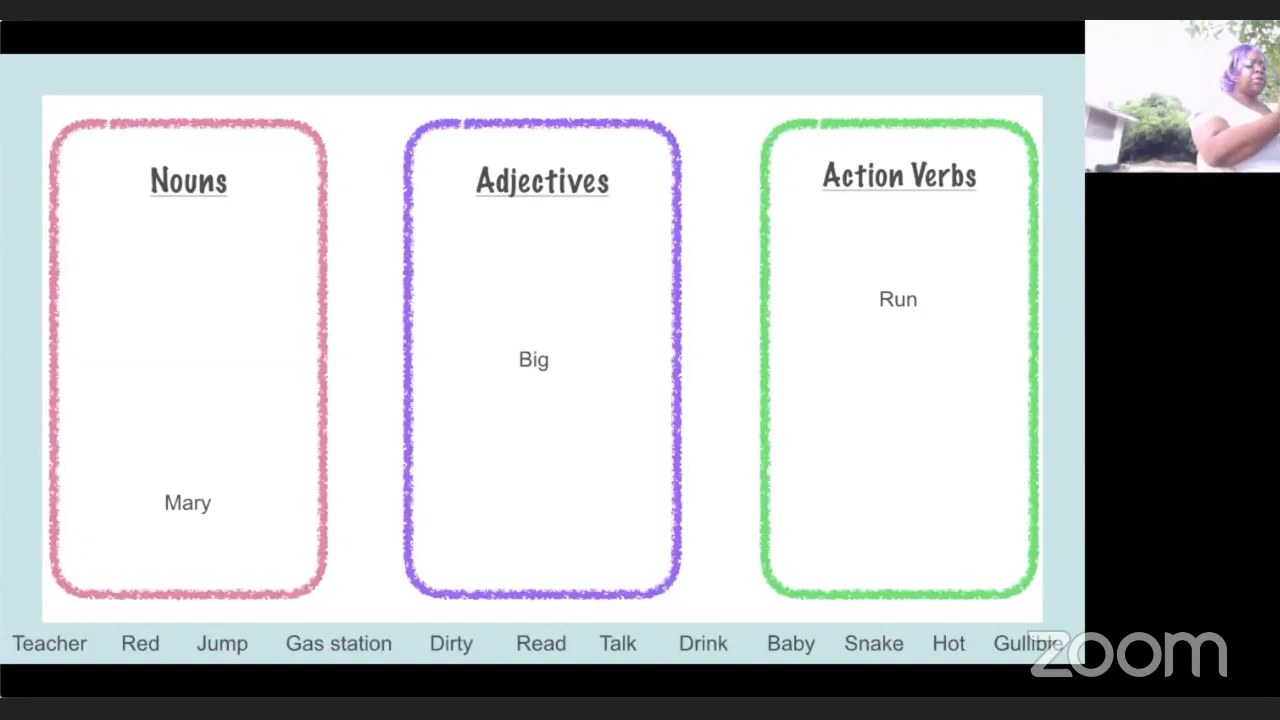 Nouns
Adjectives
Action Verbs
Run
Big
Mary
Teacher Red Jump Gas station Dirty Read Talk Drink Baby Snake Hot Gullible
zoom